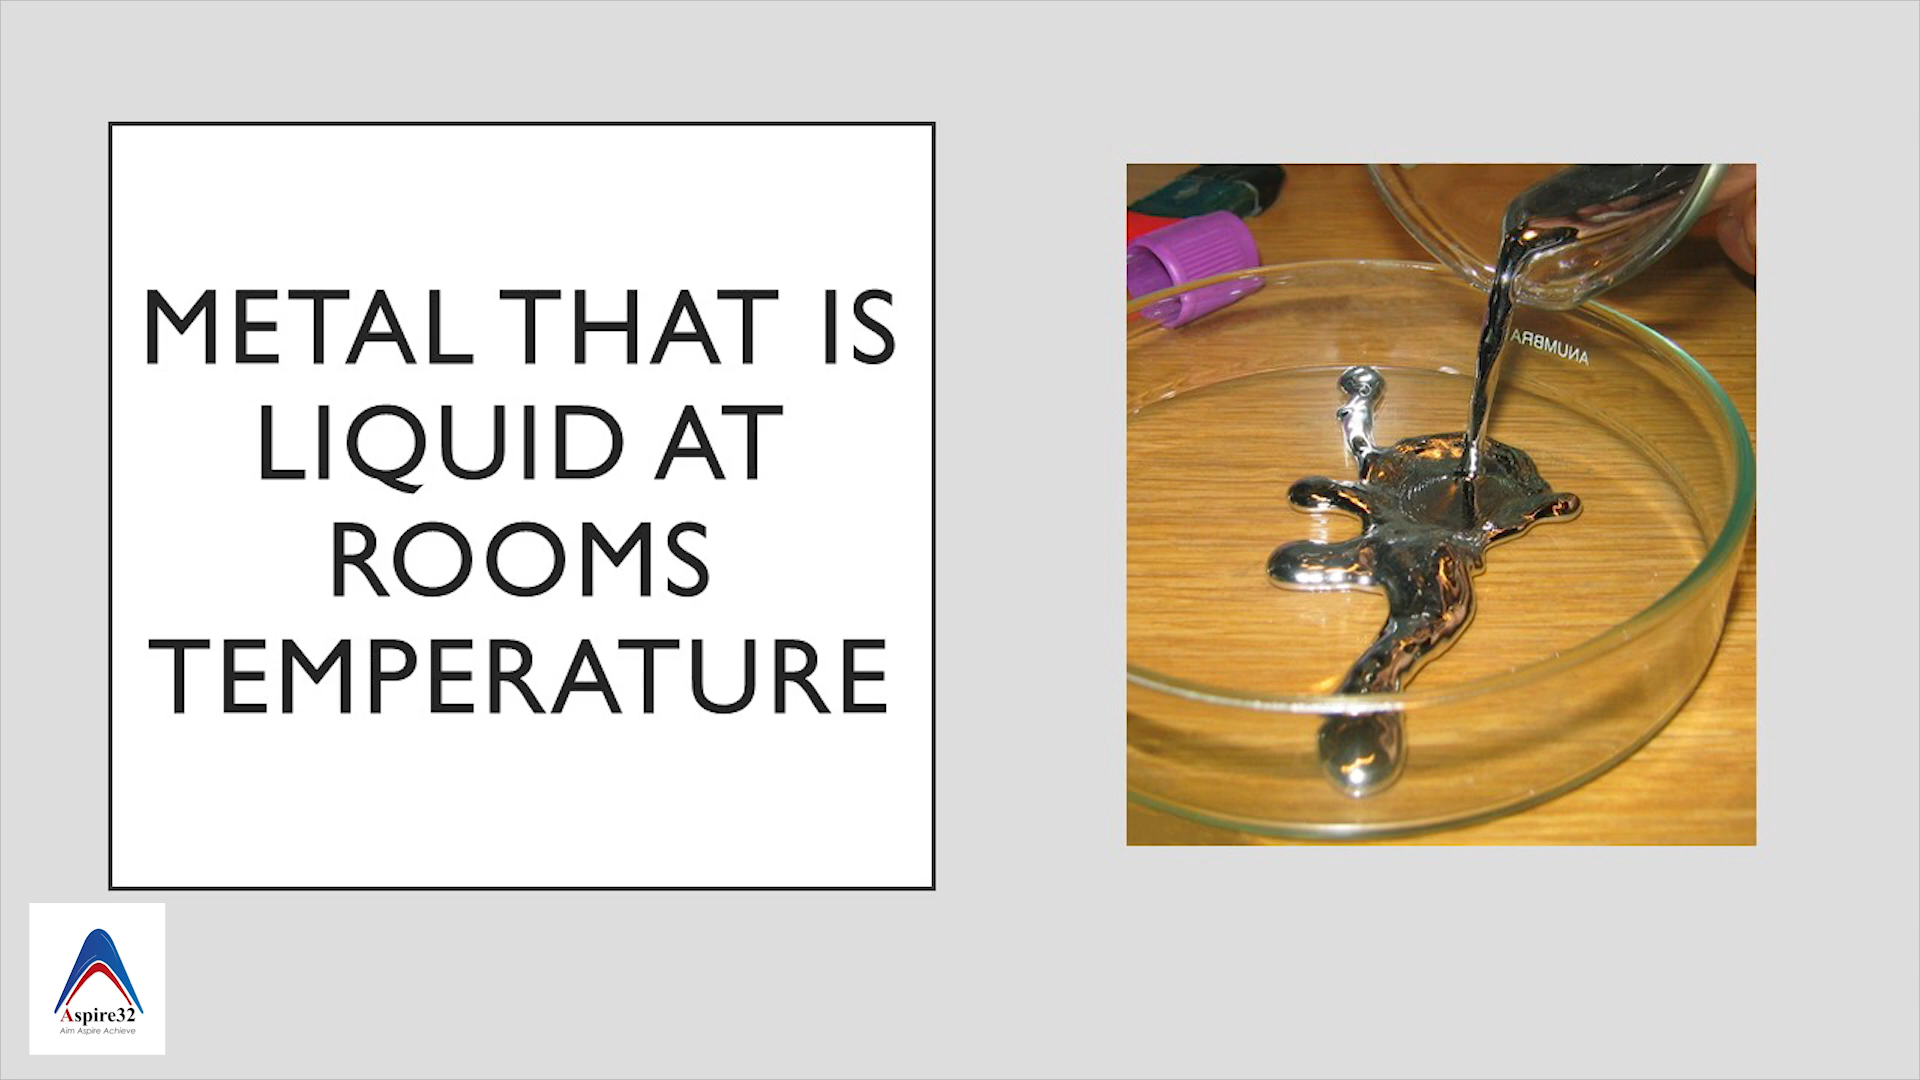 METAL THAT IS
LIQUID AT
ROOMS
TEMPERATURE
ANUMBRA
Aspire32
Aim Aspire Achieve